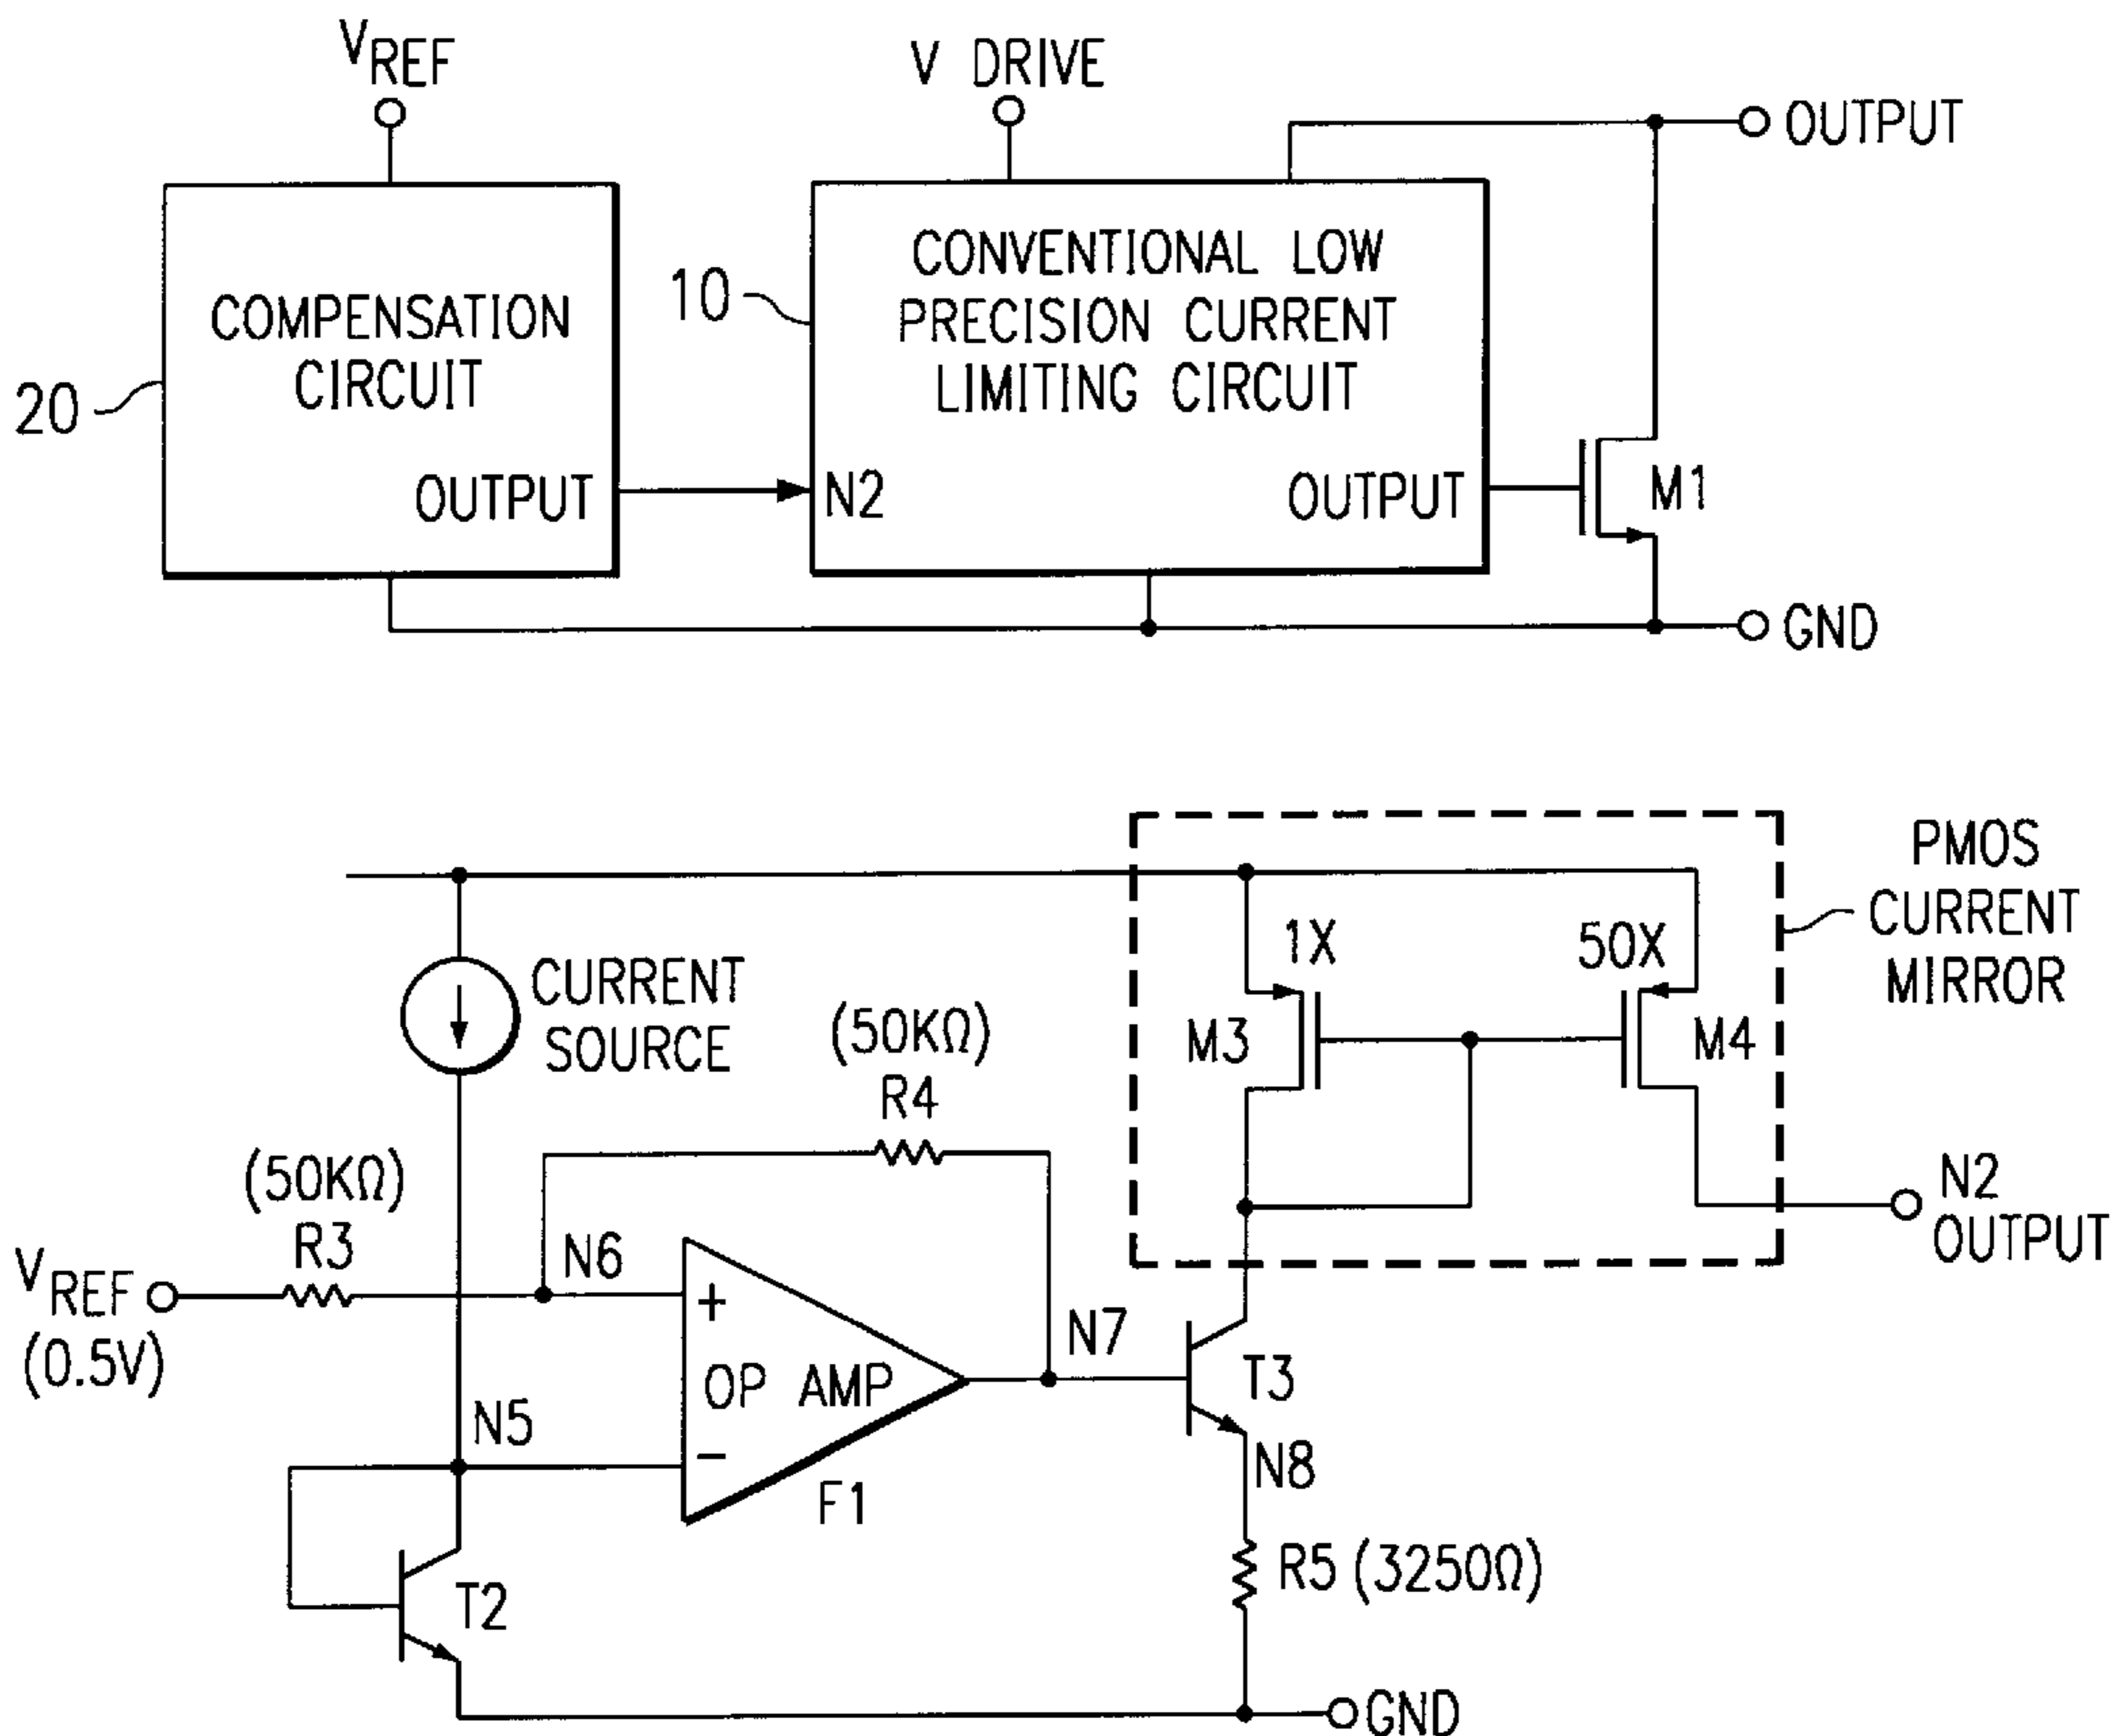 VREF
V DRIVE
OUTPUT
COMPENSATION
CIRCUIT
20
OUTPUT
10
CONVENTIONAL LOW
PRECISION CURRENT
LIMITING CIRCUIT
N2
OUTPUT
M1
GND
PMOS
CURRENT
MIRROR
1X
50X
M3
M4
CURRENT
SOURCE
(50KΩ)
R4
(50KΩ)
R3
VREF
(0.5V)
N6
+
OP AMP
−
F1
N7
N5
T2
T3
N8
R5 (3250Ω)
N2
OUTPUT
GND